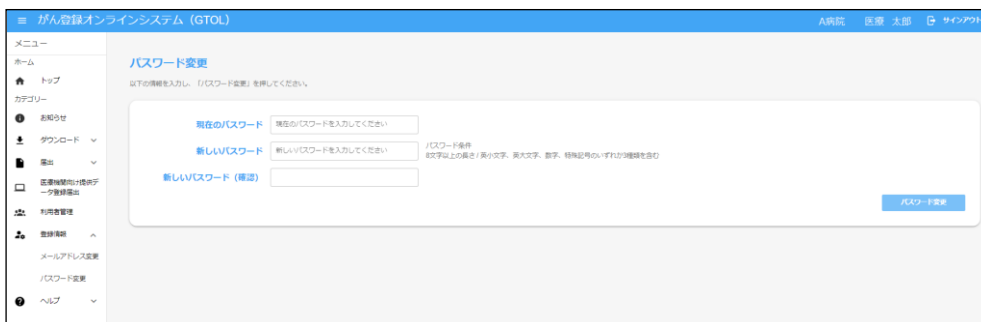 がん登録オンラインシステム（GTOL）
A病院 医療 太郎 サインアウト
メニュー
ホーム
トップ
カテゴリー
お知らせ
ダウンロード
届出
医療機関向け提供デ
ータ登録届出
利用者管理
登録情報
メールアドレス変更
パスワード変更
ヘルプ
パスワード変更
以下の情報を入力し、「パスワード変更」を押してください。
現在のパスワード 現在のパスワードを入力してください
新しいパスワード 新しいパスワードを入力してください
パスワード条件
8文字以上の長さ / 英小文字、英大文字、数字、特殊記号のいずれか3種類を含む
新しいパスワード（確認）
パスワード変更